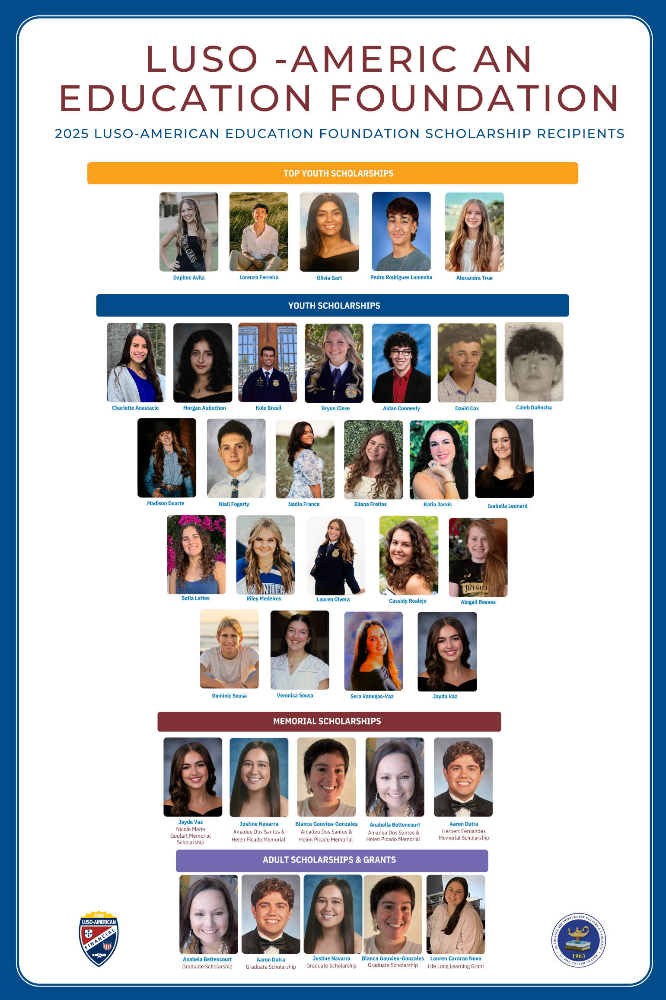 LUSO -AMERIC AN
EDUCATION FOUNDATION
2025 LUSO-AMERICAN EDUCATION FOUNDATION SCHOLARSHIP RECIPIENTS
TOP YOUTH SCHOLARSHIPS
SENIOR CLASS
Daphne Avila
Lorenzo Ferreira
Olivia Gart
Pedro Rodrigues Lomenha
Alexandra True
YOUTH SCHOLARSHIPS
Charlotte Anastacio
Morgan Aubuchon
Kole Brasil
Brynn Close
Aidan Conneely
David Cox
Caleb DaRocha
Madison Duarte
Niall Fogarty
Nadia Franco
Eliana Freitas
Katia Jarvis
Isabella Leonard
THUNDER
Sofia Lottes
Riley Medeiros
Lauren Olvera
Cassidy Realejo
Abigail Reeves
Dominic Sousa
Veronica Sousa
Sera Vanegas-Vaz
Jayda Vaz
MEMORIAL SCHOLARSHIPS
Jayda Vaz
Nicole Marie
Goulart Memorial
Scholarship
Justine Navarra
Amadeu Dos Santos &
Helen Picado Memorial
Bianca Gouviea-Gonzales
Amadeu Dos Santos &
Helen Picado Memorial
Anabella Bettencourt
Amadeu Dos Santos &
Helen Picado Memorial
Aaron Dutra
Herbert Fernandes
Memorial Scholarship
ADULT SCHOLARSHIPS & GRANTS
Anabela Bettencourt
Graduate Scholarship
Aaron Dutra
Graduate Scholarship
Justine Navarra
Graduate Scholarship
Bianca Gouviea-Gonzales
Graduate Scholarship
Lauren Cararao Novo
Life Long Learning Grant
1868
LUSO-AMERICAN
FINANCIAL
TO ADVANCE THE PORTUGUESE CULTURE & LANGUAGE
1963
IN THE UNITED STATES